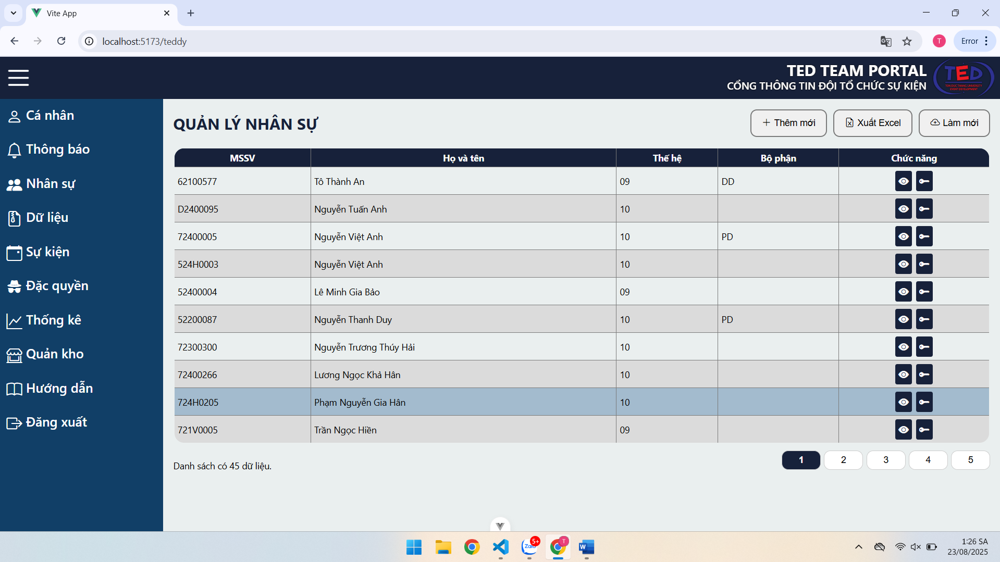 Vite App
localhost:5173/teddy
T
Error
TED TEAM PORTAL
CỔNG THÔNG TIN ĐỘI TỔ CHỨC SỰ KIỆN
TED
TON DUC THANG UNIVERSITY
EVENT DEVELOPMENT
Cá nhân
Thông báo
Nhân sự
Dữ liệu
Sự kiện
Đặc quyền
Thống kê
Quản kho
Hướng dẫn
Đăng xuất
QUẢN LÝ NHÂN SỰ
Thêm mới
Xuất Excel
Làm mới
MSSV Họ và tên Thế hệ Bộ phận Chức năng
62100577 Tô Thành An 09 DD
D2400095 Nguyễn Tuấn Anh 10
72400005 Nguyễn Việt Anh 10 PD
524H0003 Nguyễn Việt Anh 10
52400004 Lê Minh Gia Bảo 09
52200087 Nguyễn Thanh Duy 10 PD
72300300 Nguyễn Trương Thúy Hải 10
72400266 Lương Ngọc Khả Hân 10
724H0205 Phạm Nguyễn Gia Hân 10
721V0005 Trần Ngọc Hiền 09
Danh sách có 45 dữ liệu.
1 2 3 4 5
Zalo
5+
T
W
1:26 SA
23/08/2025